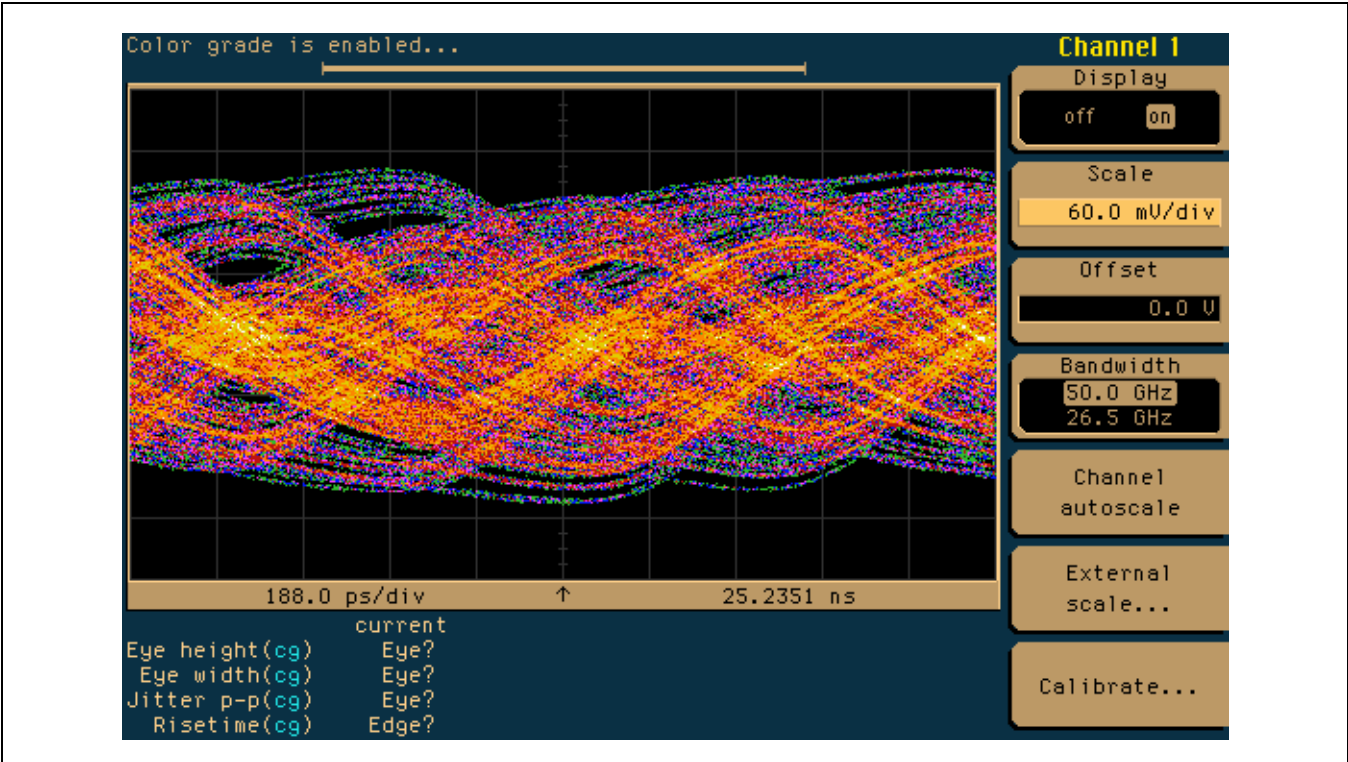 Color grade is enabled...
Channel 1
Display
off on
Scale
60.0 mV/div
Offset
0.0 V
Bandwidth
50.0 GHz
26.5 GHz
Channel
autoscale
External
scale...
Calibrate...
188.0 ps/div ↑ 25.2351 ns
current
Eye height(cg) Eye?
Eye width(cg) Eye?
Jitter p-p(cg) Eye?
Risetime(cg) Edge?